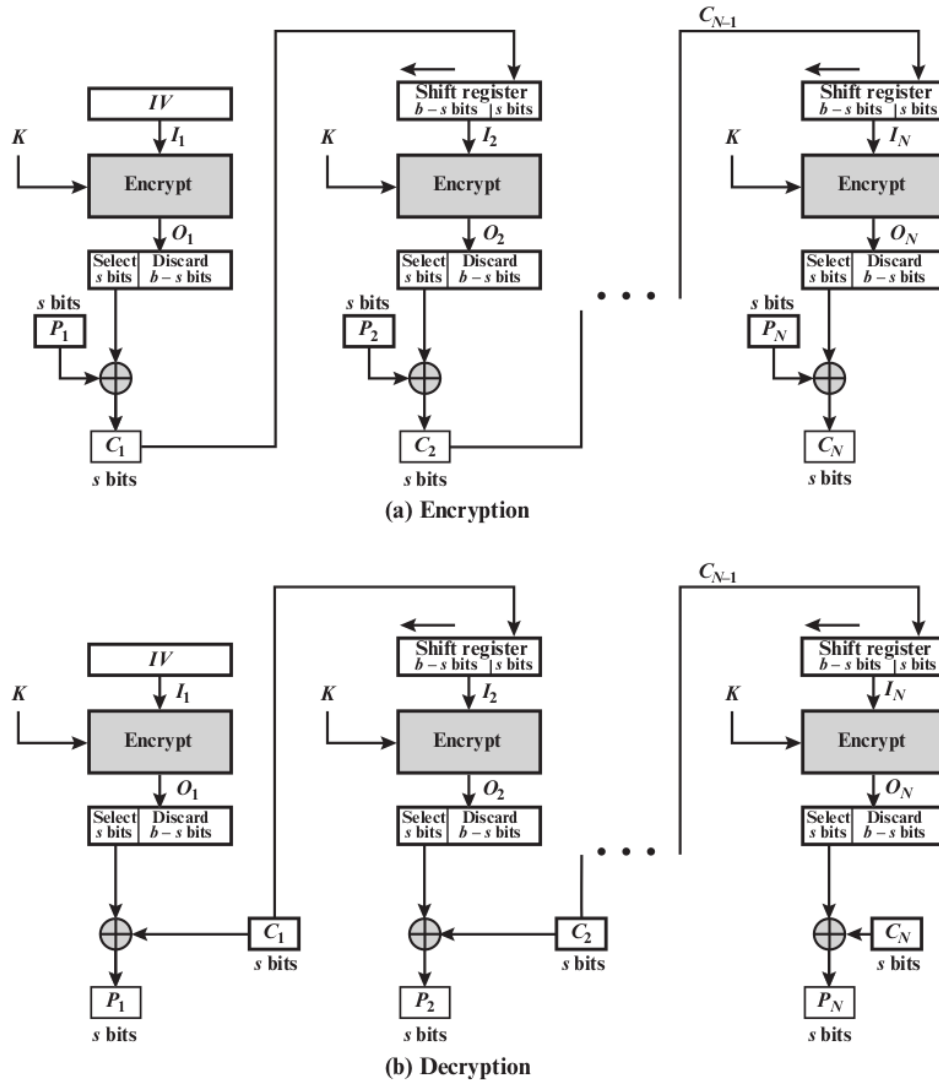 C_{N-1}
IV
Shift register
b – s bits | s bits
Shift register
b – s bits | s bits
K
I_1
K
I_2
K
I_N
Encrypt
Encrypt
Encrypt
O_1
O_2
O_N
Select Discard
s bits b – s bits
Select Discard
s bits b – s bits
Select Discard
s bits b – s bits
s bits
P_1
s bits
P_2
• • •
s bits
P_N
C_1
s bits
C_2
s bits
C_N
s bits
(a) Encryption
C_{N-1}
IV
Shift register
b – s bits | s bits
Shift register
b – s bits | s bits
K
I_1
K
I_2
K
I_N
Encrypt
Encrypt
Encrypt
O_1
O_2
O_N
Select Discard
s bits b – s bits
Select Discard
s bits b – s bits
Select Discard
s bits b – s bits
• • •
C_1
s bits
C_2
s bits
C_N
s bits
P_1
s bits
P_2
s bits
P_N
s bits
(b) Decryption